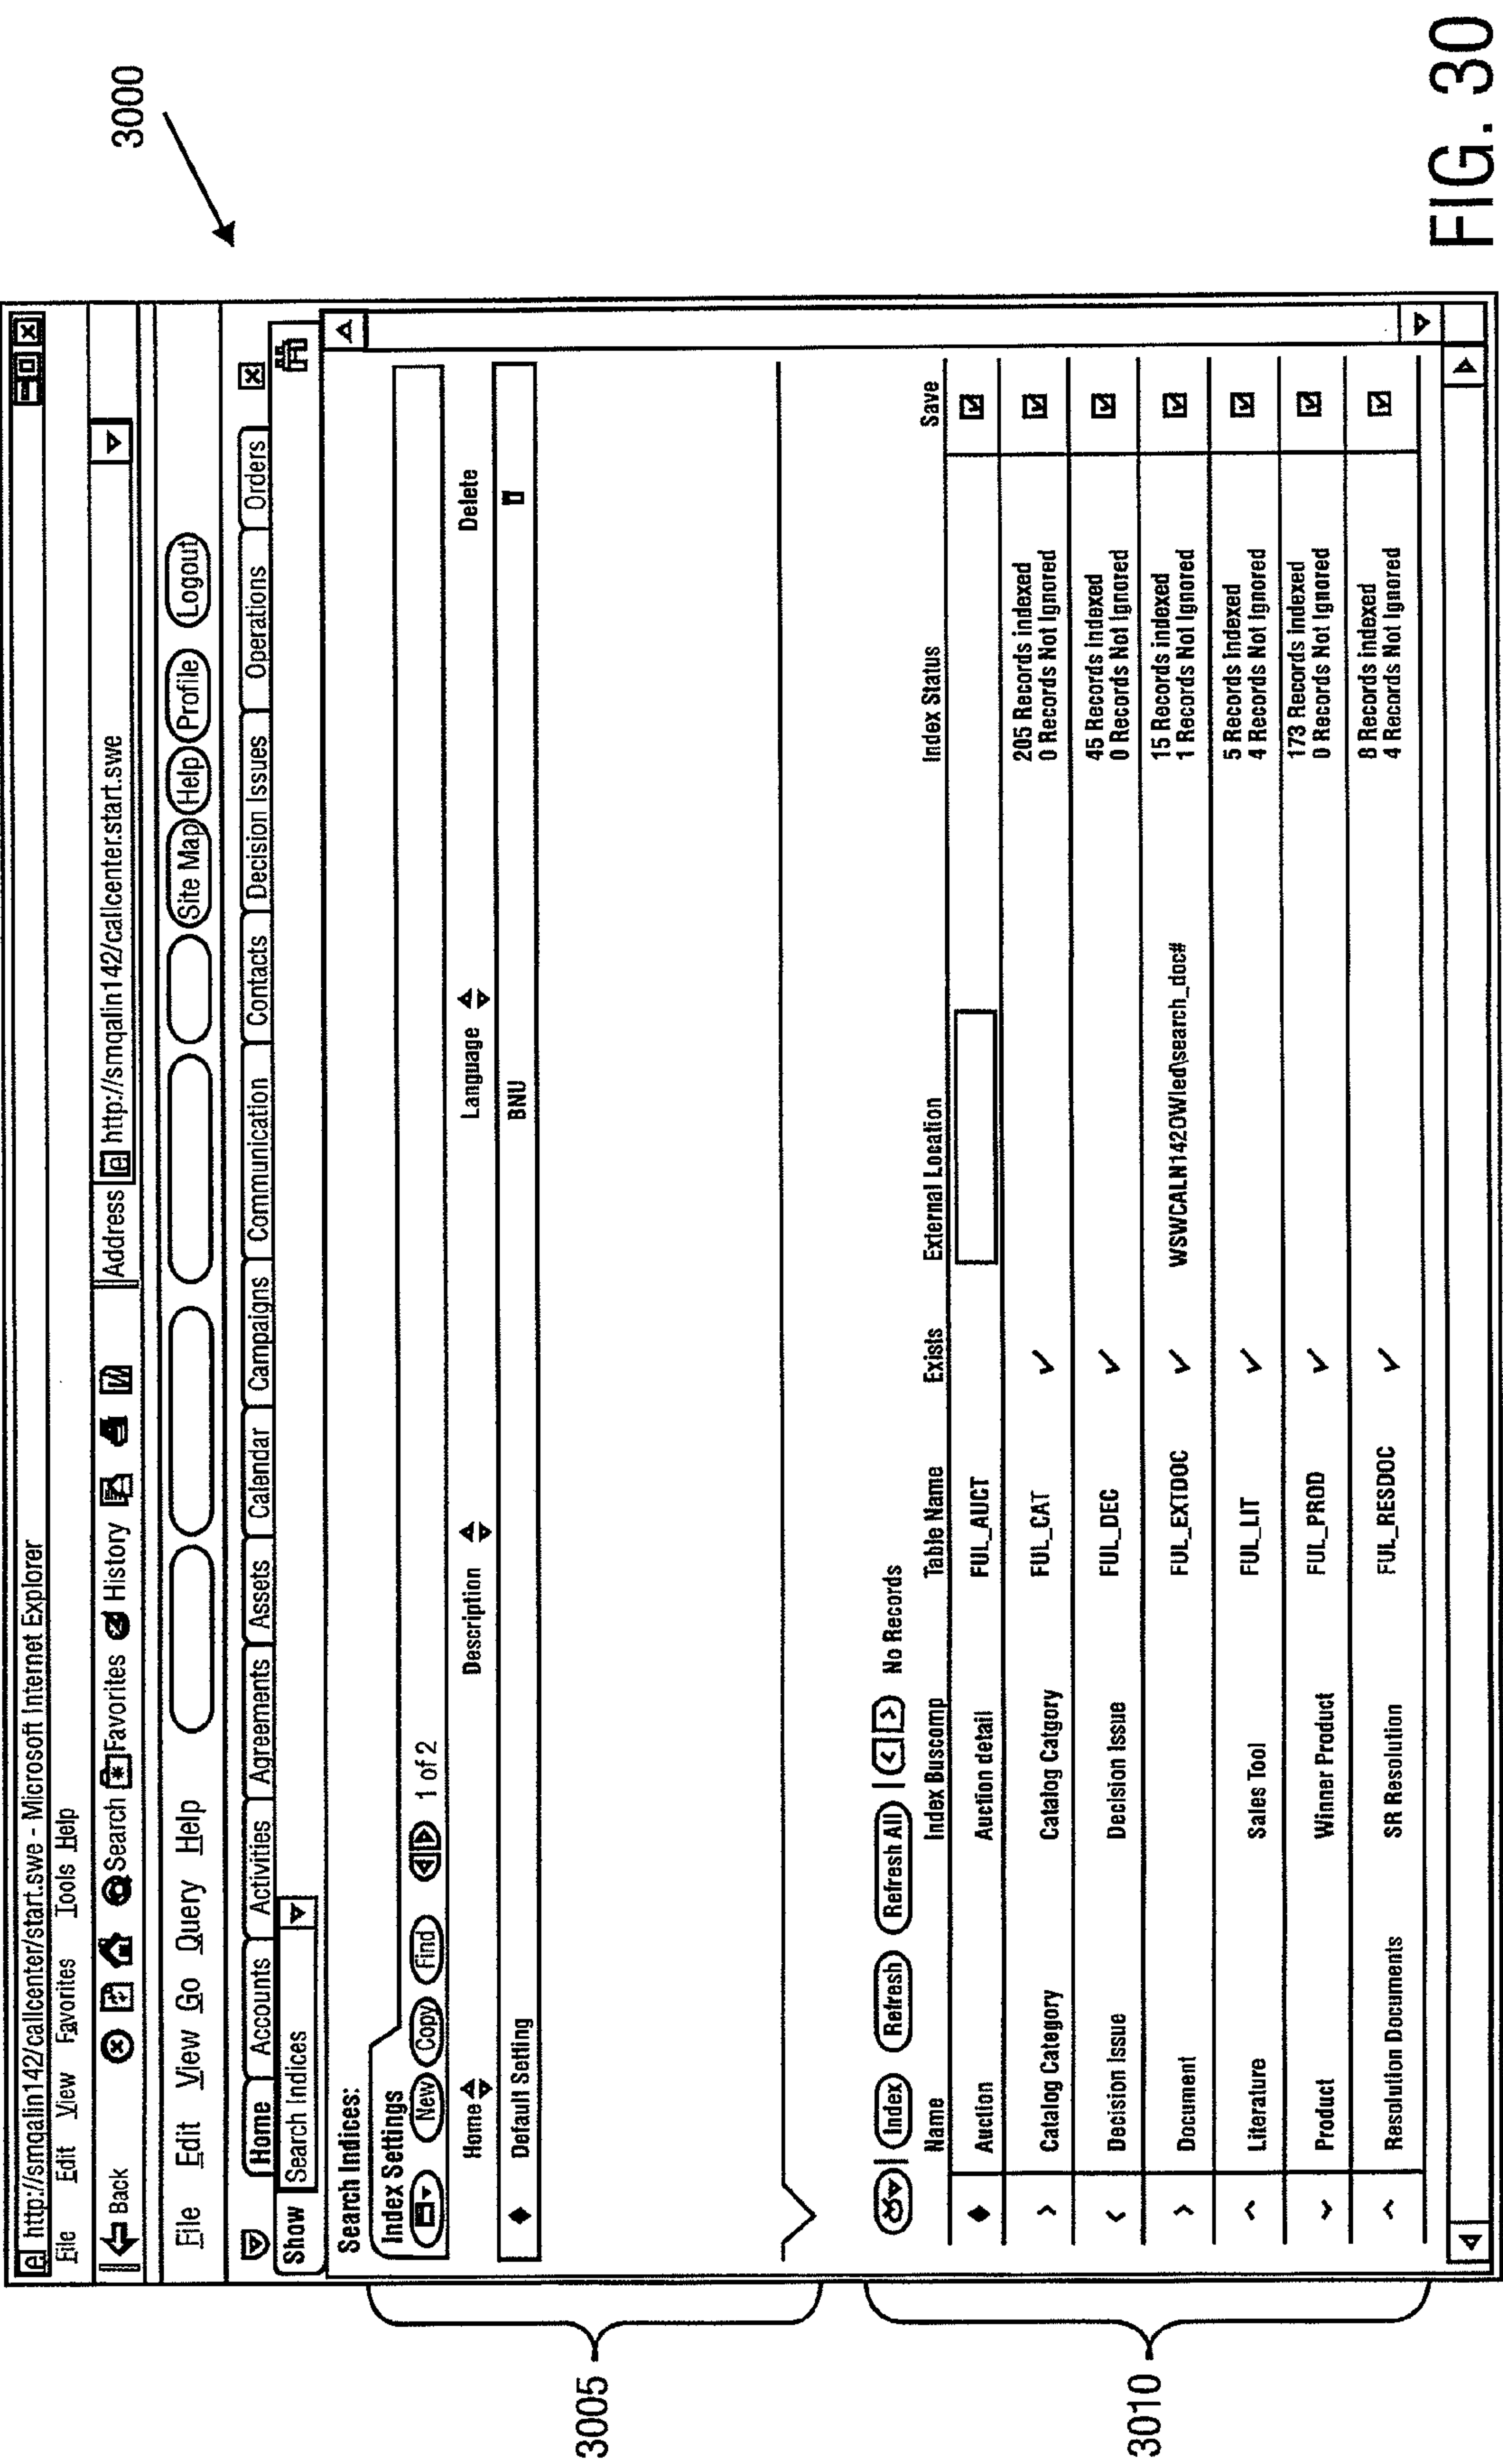 3000
http://smqalin142/callcenter/start.swe - Microsoft Internet Explorer
File Edit View Favorites Tools Help
Back Search Favorites History Address http://smqalin142/callcenter.start.swe
File Edit View Go Query Help Site Map Help Profile Logout
Home Accounts Activities Agreements Assets Calendar Campaigns Communication Contacts Decision Issues Operations Orders
Show Search Indices
Search Indices:
Index Settings
New Copy Find 1 of 2
Home Description Language Delete
Default Setting BNU
3005
Index Refresh Refresh All No Records
Name Index Buscomp Table Name Exists External Location Index Status Save
Auction Auction detail FUL_AUCT
Catalog Category Catalog Catgory FUL_CAT 205 Records indexed
0 Records Not Ignored
Decision Issue Decision Issue FUL_DEC 45 Records indexed
0 Records Not Ignored
Document FUL_EXTDOC WSWCALN142OWled\search_doc# 15 Records indexed
1 Records Not Ignored
Literature Sales Tool FUL_LIT 5 Records indexed
4 Records Not Ignored
Product Winner Product FUL_PROD 173 Records indexed
0 Records Not Ignored
Resolution Documents SR Resolution FUL_RESDOC 8 Records indexed
4 Records Not Ignored
3010
FIG. 30